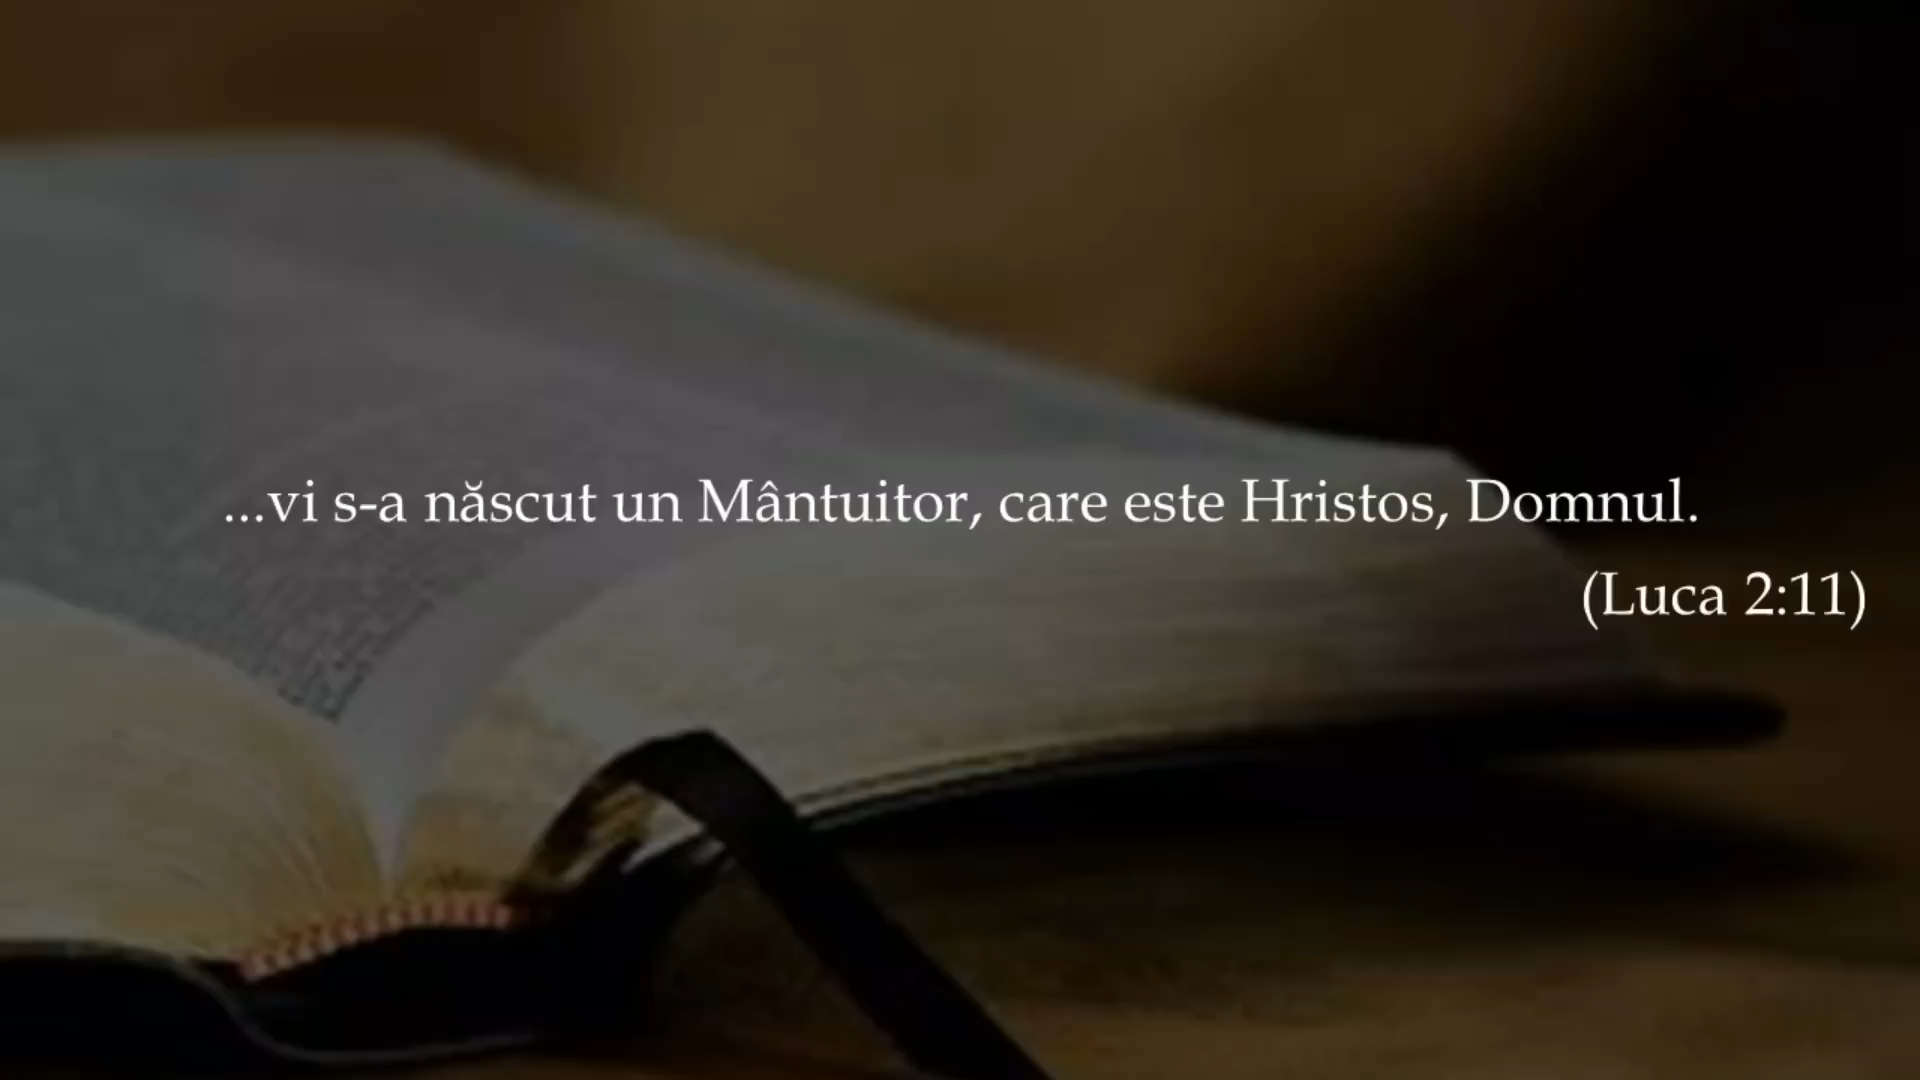 ...vi s-a născut un Mântuitor, care este Hristos, Domnul.
(Luca 2:11)